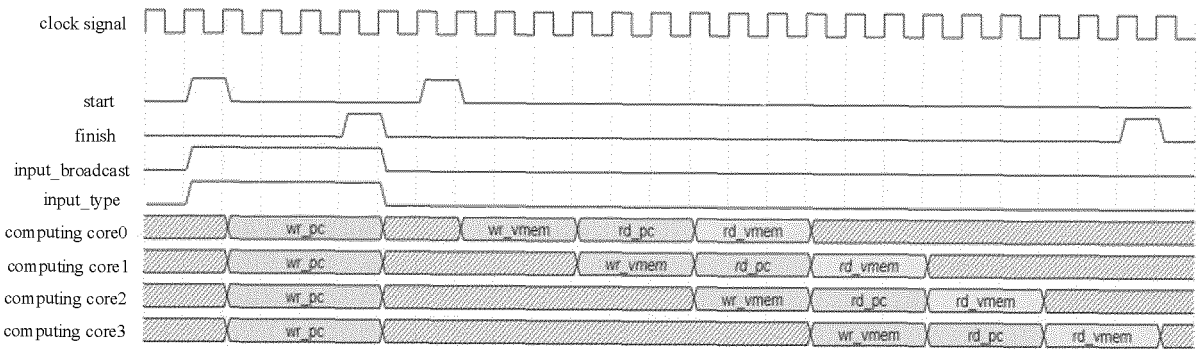 clock signal
start
finish
input_broadcast
input_type
computing core0 wr_pc wr_vmem rd_pc rd_vmem
computing core1 wr_pc wr_vmem rd_pc rd_vmem
computing core2 wr_pc wr_vmem rd_pc rd_vmem
computing core3 wr_pc wr_vmem rd_pc rd_vmem